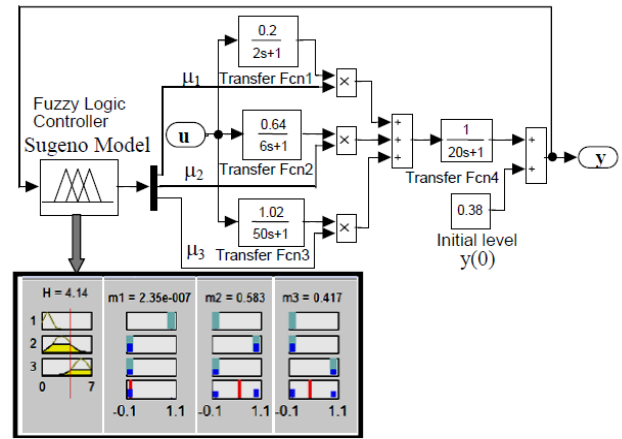 0.2
2s+1
Transfer Fcn1
×
μ1
Fuzzy Logic
Controller
Sugeno Model
u
0.64
6s+1
Transfer Fcn2
×
μ2
+
+
+
1
20s+1
Transfer Fcn4
+
+
y
1.02
50s+1
Transfer Fcn3
×
μ3
0.38
Initial level
y(0)
H = 4.14
m1 = 2.35e-007
m2 = 0.583
m3 = 0.417
1
2
3
0 7
-0.1 1.1
-0.1 1.1
-0.1 1.1